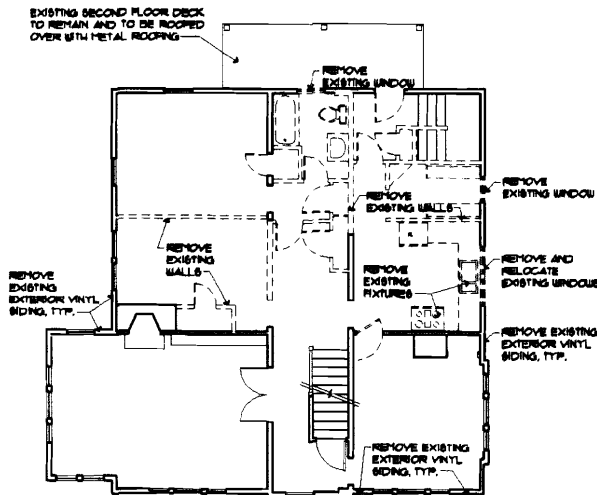 EXISTING SECOND FLOOR DECK
TO REMAIN AND TO BE ROOFED
OVER WITH METAL ROOFING
REMOVE
EXISTING WINDOW
REMOVE
EXISTING WALLS
REMOVE
EXISTING WINDOW
REMOVE
EXISTING
WALLS
REMOVE
EXISTING
FIXTURES
REMOVE AND
RELOCATE
EXISTING WINDOWS
REMOVE
EXISTING
EXTERIOR VINYL
SIDING, TYP.
REMOVE EXISTING
EXTERIOR VINYL
SIDING, TYP.
REMOVE EXISTING
EXTERIOR VINYL
SIDING, TYP.